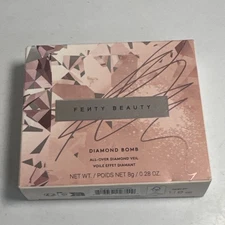 FENTY BEAUTY
DIAMOND BOMB
ALL-OVER DIAMOND VEIL
VOILE EFFET DIAMANT
NET WT. / POIDS NET 8g / 0.28 OZ.